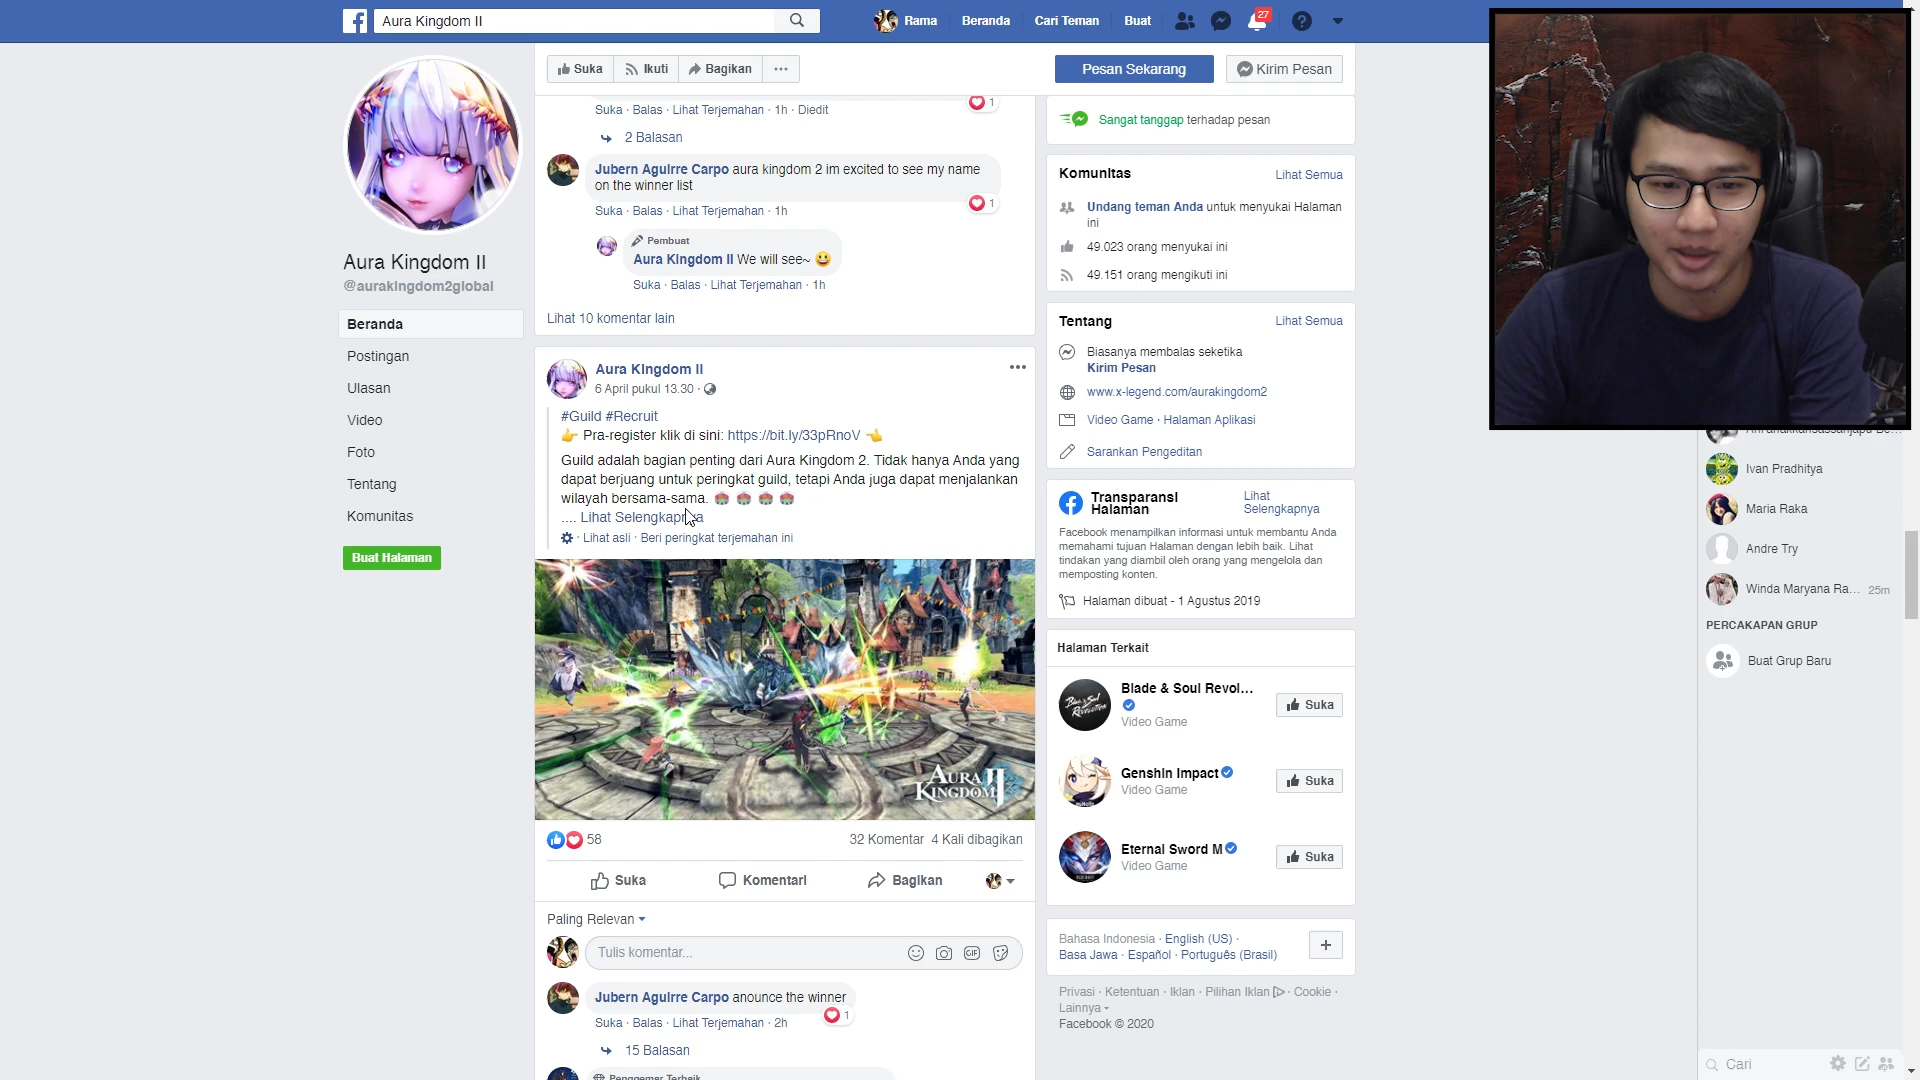 Aura Kingdom II
Rama
Beranda
Cari Teman
Buat
27
Suka
Ikuti
Bagikan
Pesan Sekarang
Kirim Pesan
Aura Kingdom II
@aurakingdom2global
Beranda
Postingan
Ulasan
Video
Foto
Tentang
Komunitas
Buat Halaman
Suka · Balas · Lihat Terjemahan · 1h · Diedit
1
2 Balasan
Jubern Aguirre Carpo aura kingdom 2 im excited to see my name
on the winner list
1
Suka · Balas · Lihat Terjemahan · 1h
Pembuat
Aura Kingdom II We will see~
Suka · Balas · Lihat Terjemahan · 1h
Lihat 10 komentar lain
Aura Kingdom II
6 April pukul 13.30 ·
#Guild #Recruit
Pra-register klik di sini: https://bit.ly/33pRnoV
Guild adalah bagian penting dari Aura Kingdom 2. Tidak hanya Anda yang
dapat berjuang untuk peringkat guild, tetapi Anda juga dapat menjalankan
wilayah bersama-sama.
.... Lihat Selengkapnya
· Lihat asli · Beri peringkat terjemahan ini
AURA
KINGDOM II
58
32 Komentar 4 Kali dibagikan
Suka
Komentari
Bagikan
Paling Relevan
Tulis komentar...
GIF
Jubern Aguirre Carpo anounce the winner
1
Suka · Balas · Lihat Terjemahan · 2h
15 Balasan
Penggemar Terbaik
Sangat tanggap terhadap pesan
Komunitas
Lihat Semua
Undang teman Anda untuk menyukai Halaman
ini
49.023 orang menyukai ini
49.151 orang mengikuti ini
Tentang
Lihat Semua
Biasanya membalas seketika
Kirim Pesan
www.x-legend.com/aurakingdom2
Video Game · Halaman Aplikasi
Sarankan Pengeditan
Transparansi
Halaman
Lihat
Selengkapnya
Facebook menampilkan informasi untuk membantu Anda
memahami tujuan Halaman dengan lebih baik. Lihat
tindakan yang diambil oleh orang yang mengelola dan
memposting konten.
Halaman dibuat - 1 Agustus 2019
Halaman Terkait
Blade & Soul Revol...
Video Game
Suka
Genshin Impact
Video Game
Suka
Eternal Sword M
Video Game
Suka
Bahasa Indonesia · English (US) ·
Basa Jawa · Español · Português (Brasil)
Privasi · Ketentuan · Iklan · Pilihan Iklan · Cookie ·
Lainnya
Facebook © 2020
Ivan Pradhitya
Maria Raka
Andre Try
Winda Maryana Ra...
25m
PERCAKAPAN GRUP
Buat Grup Baru
Cari